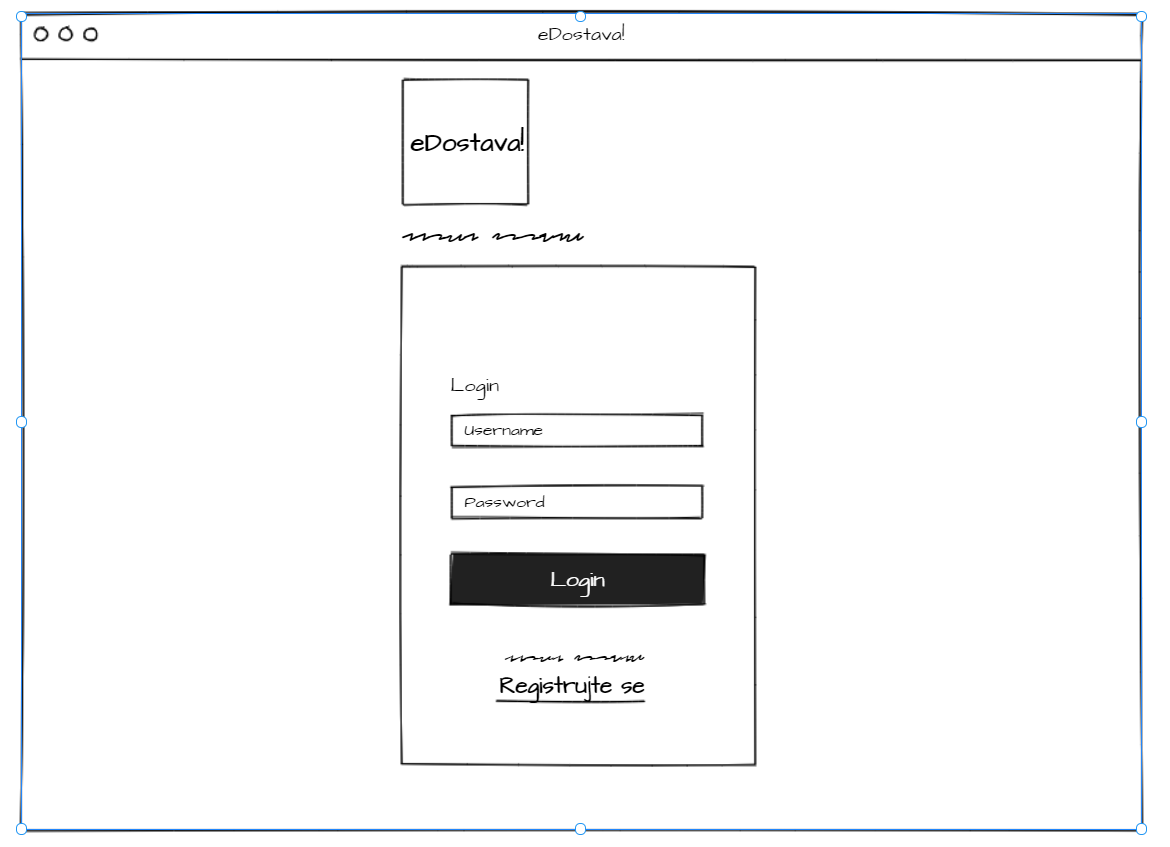 eDostava!
eDostava!
Login
Username
Password
Login
Registrujte se